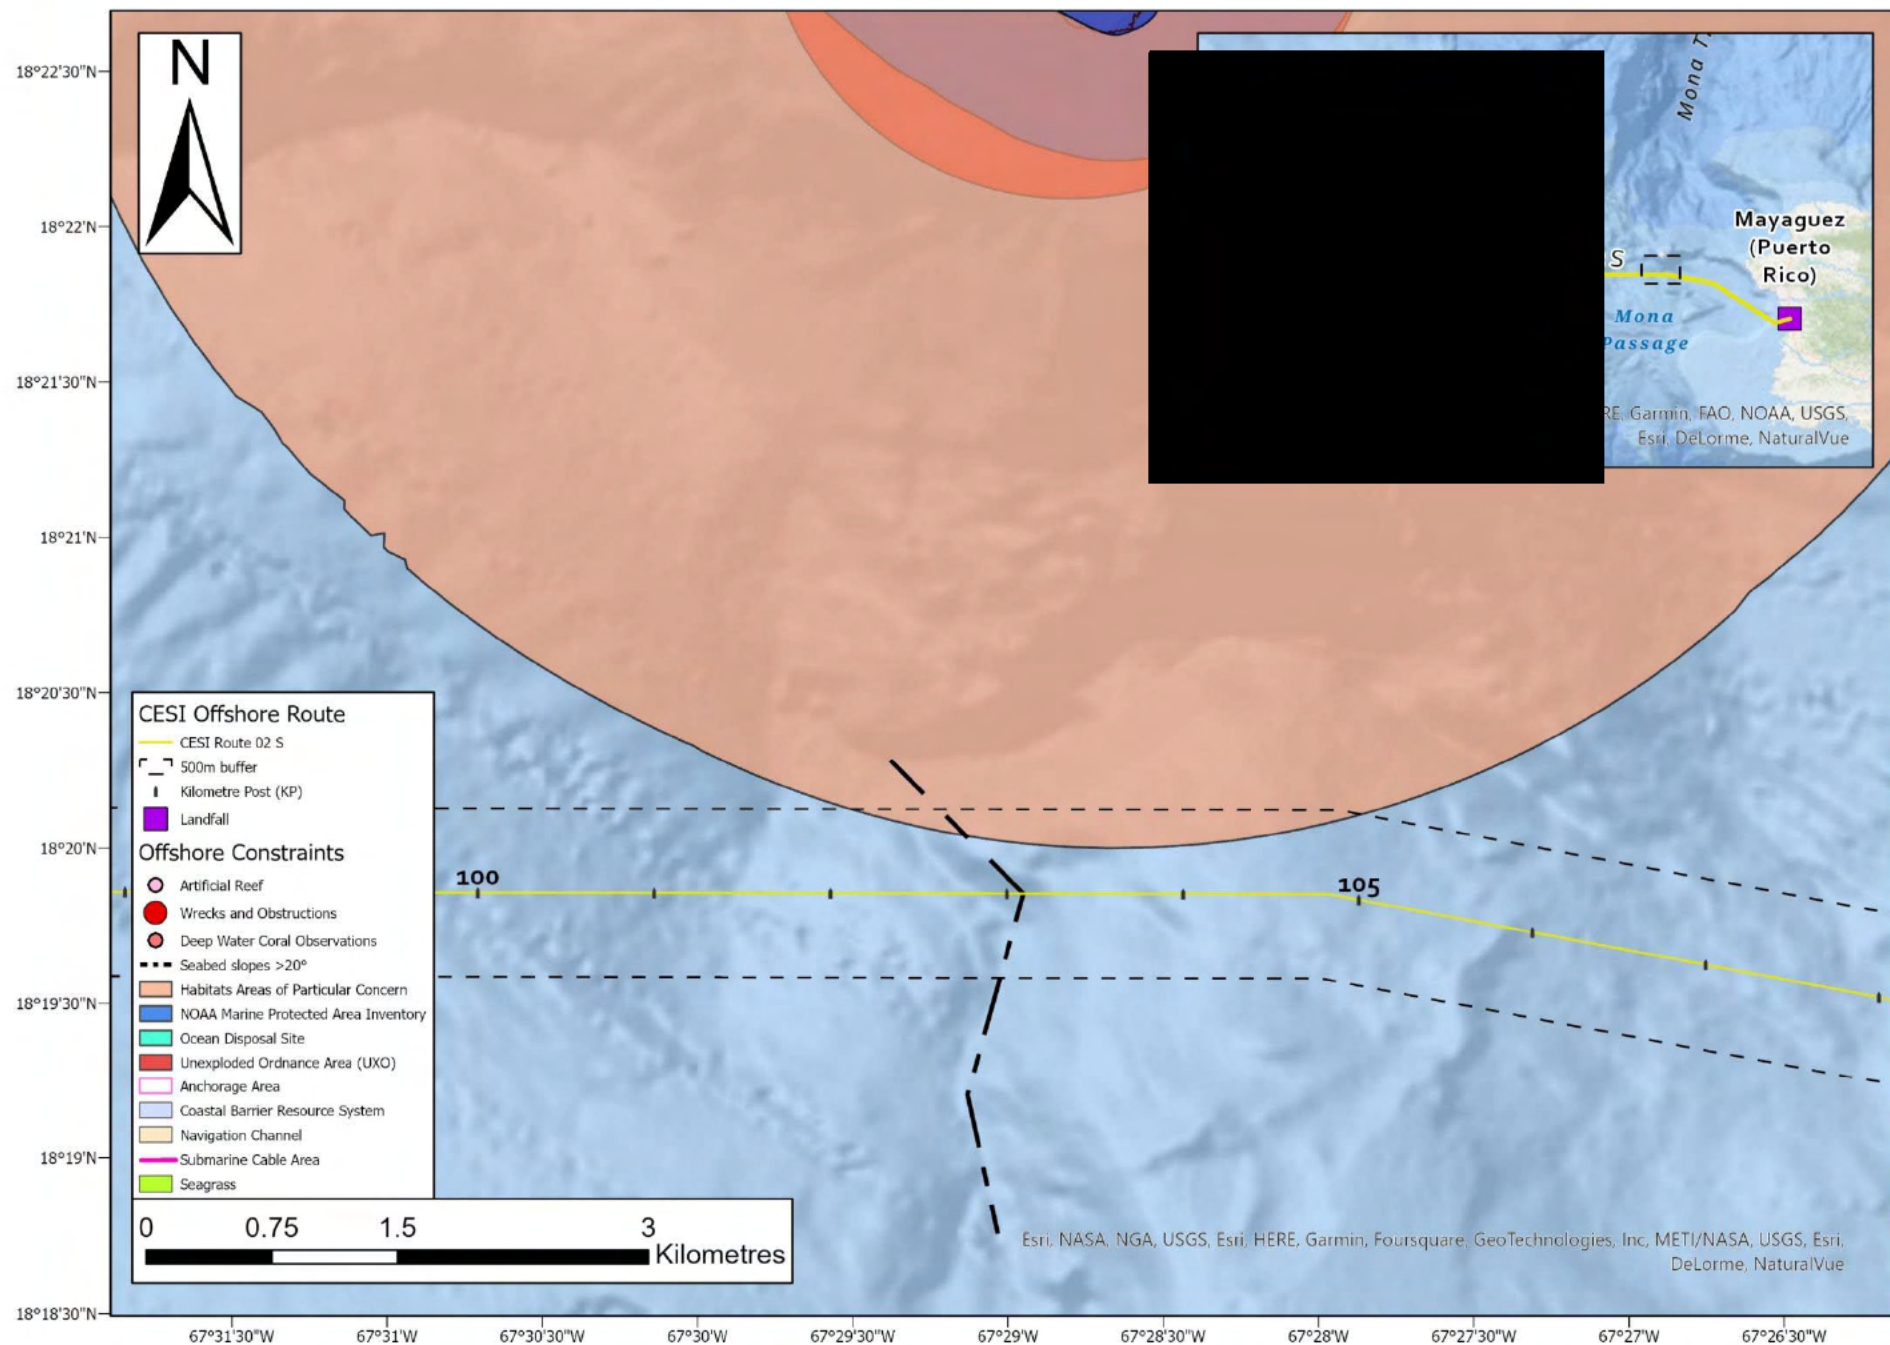 N
Mona T
Mayaguez
(Puerto
Rico)
S
Mona
Passage
RE, Garmin, FAO, NOAA, USGS,
Esri, DeLorme, NaturalVue
18°22'30"N
18°22'N
18°21'30"N
18°21'N
18°20'30"N
18°20'N
18°19'30"N
18°19'N
18°18'30"N
CESI Offshore Route
CESI Route 02 S
500m buffer
Kilometre Post (KP)
Landfall
Offshore Constraints
Artificial Reef
Wrecks and Obstructions
Deep Water Coral Observations
Seabed slopes >20°
Habitats Areas of Particular Concern
NOAA Marine Protected Area Inventory
Ocean Disposal Site
Unexploded Ordnance Area (UXO)
Anchorage Area
Coastal Barrier Resource System
Navigation Channel
Submarine Cable Area
Seagrass
100
105
0 0.75 1.5 3
Kilometres
Esri, NASA, NGA, USGS, Esri, HERE, Garmin, Foursquare, GeoTechnologies, Inc, METI/NASA, USGS, Esri,
DeLorme, NaturalVue
67°31'30"W 67°31'W 67°30'30"W 67°30'W 67°29'30"W 67°29'W 67°28'30"W 67°28'W 67°27'30"W 67°27'W 67°26'30"W